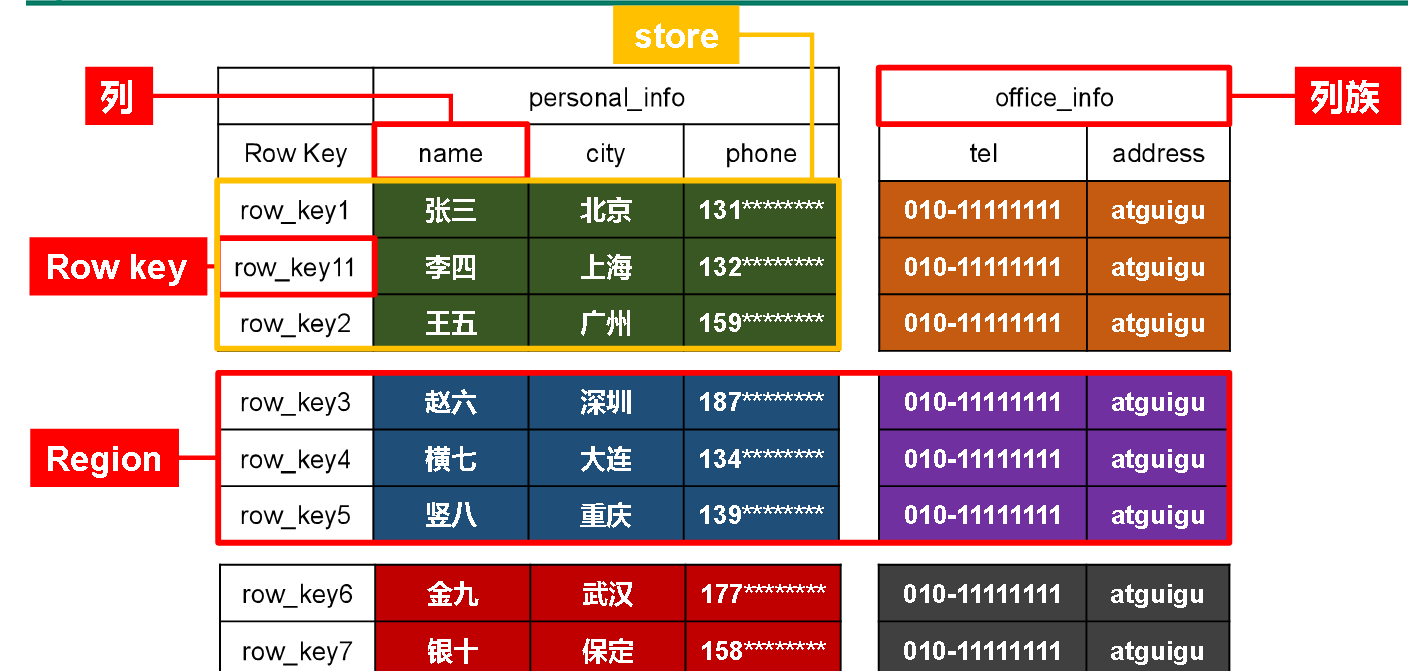 store
列
personal_info
office_info
列族
Row Key name city phone tel address
row_key1 张三 北京 131******** 010-11111111 atguigu
Row key
row_key11 李四 上海 132******** 010-11111111 atguigu
row_key2 王五 广州 159******** 010-11111111 atguigu
row_key3 赵六 深圳 187******** 010-11111111 atguigu
Region
row_key4 横七 大连 134******** 010-11111111 atguigu
row_key5 竖八 重庆 139******** 010-11111111 atguigu
row_key6 金九 武汉 177******** 010-11111111 atguigu
row_key7 银十 保定 158******** 010-11111111 atguigu